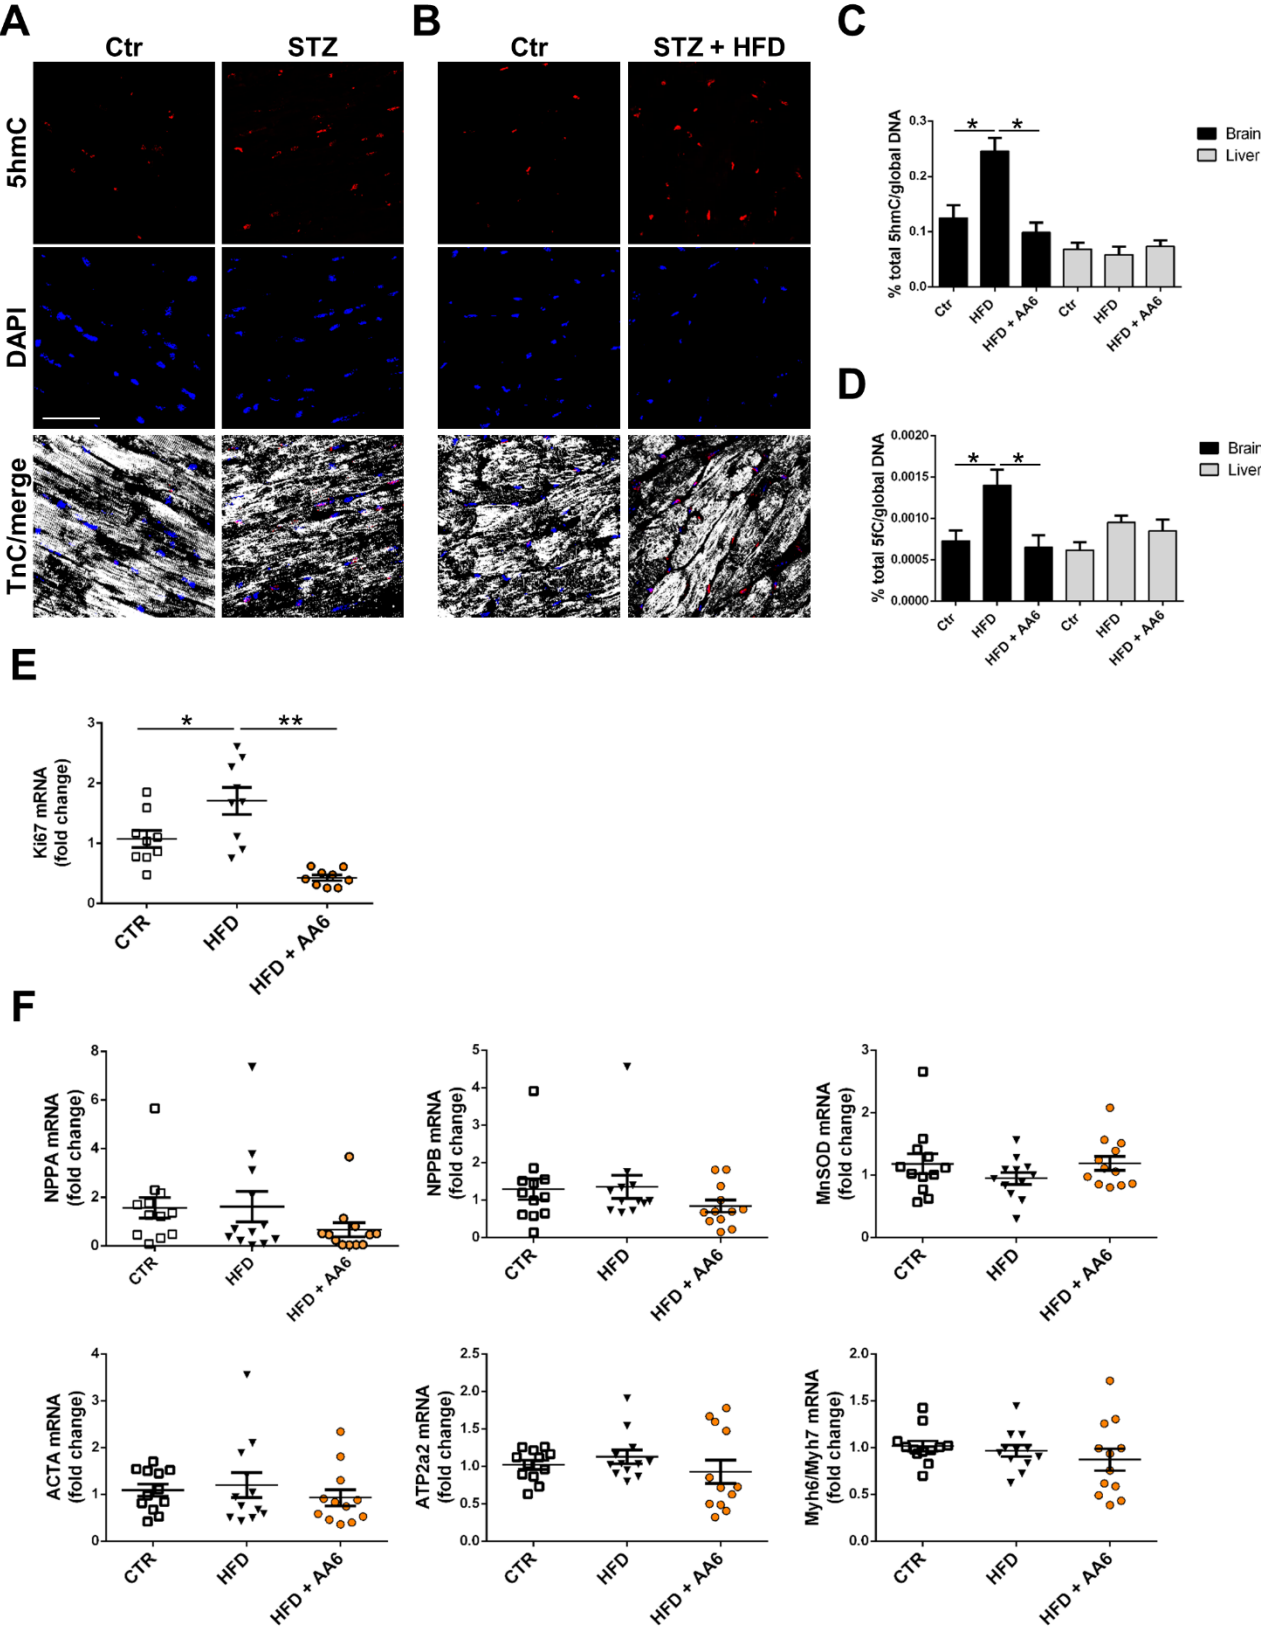 A
B
C
Ctr
STZ
Ctr
STZ + HFD
5hmC
DAPI
TnC/merge
% total 5hmC/global DNA
0.3
0.2
0.1
0.0
* *
Brain
Liver
Ctr
HFD
HFD + AA6
Ctr
HFD
HFD + AA6
D
% total 5fC/global DNA
0.0020
0.0015
0.0010
0.0005
0.0000
* *
Brain
Liver
Ctr
HFD
HFD + AA6
Ctr
HFD
HFD + AA6
E
Ki67 mRNA
(fold change)
3
2
1
0
* **
CTR
HFD
HFD + AA6
F
NPPA mRNA
(fold change)
8
6
4
2
0
CTR
HFD
HFD + AA6
NPPB mRNA
(fold change)
5
4
3
2
1
0
CTR
HFD
HFD + AA6
MnSOD mRNA
(fold change)
3
2
1
0
CTR
HFD
HFD + AA6
ACTA mRNA
(fold change)
4
3
2
1
0
CTR
HFD
HFD + AA6
ATP2a2 mRNA
(fold change)
2.5
2.0
1.5
1.0
0.5
0.0
CTR
HFD
HFD + AA6
Myh6/Myh7 mRNA
(fold change)
2.0
1.5
1.0
0.5
0.0
CTR
HFD
HFD + AA6